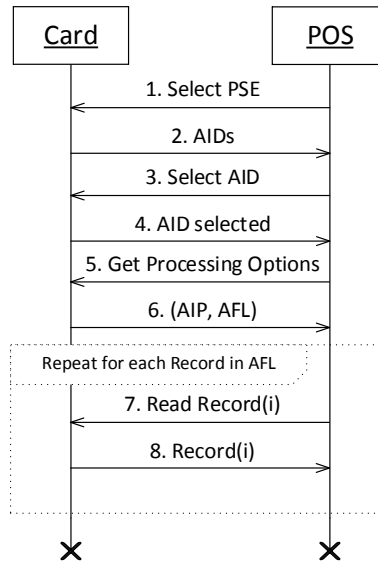 Card
POS
1. Select PSE
2. AIDs
3. Select AID
4. AID selected
5. Get Processing Options
6. (AIP, AFL)
Repeat for each Record in AFL
7. Read Record(i)
8. Record(i)